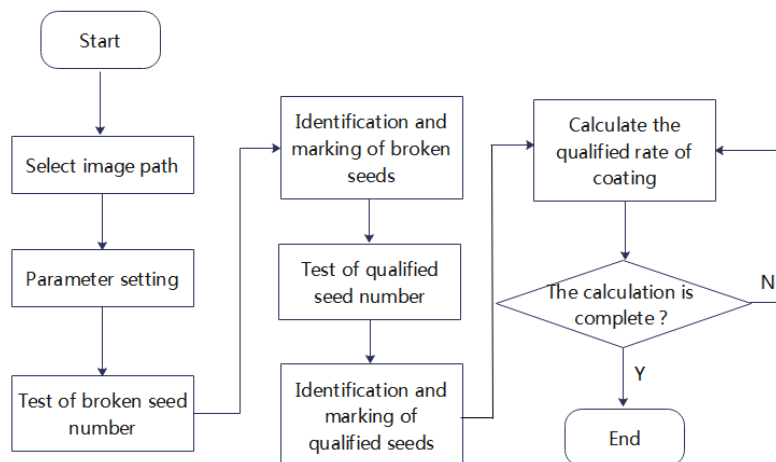 Start
Select image path
Parameter setting
Test of broken seed
number
Identification and
marking of broken
seeds
Test of qualified
seed number
Identification and
marking of
qualified seeds
Calculate the
qualified rate of
coating
The calculation is
complete ?
N
Y
End